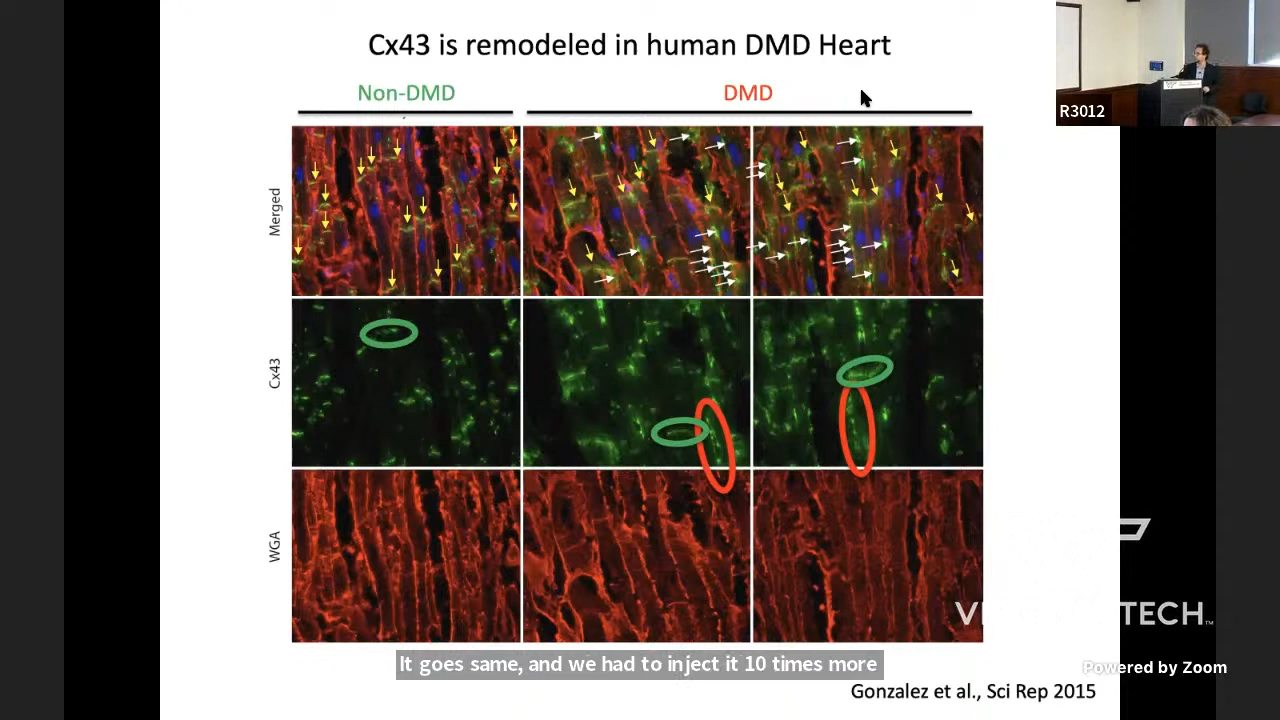 Cx43 is remodeled in human DMD Heart
Non-DMD
DMD
R3012
Merged
Cx43
WGA
TECH™
It goes same, and we had to inject it 10 times more
Powered by Zoom
Gonzalez et al., Sci Rep 2015